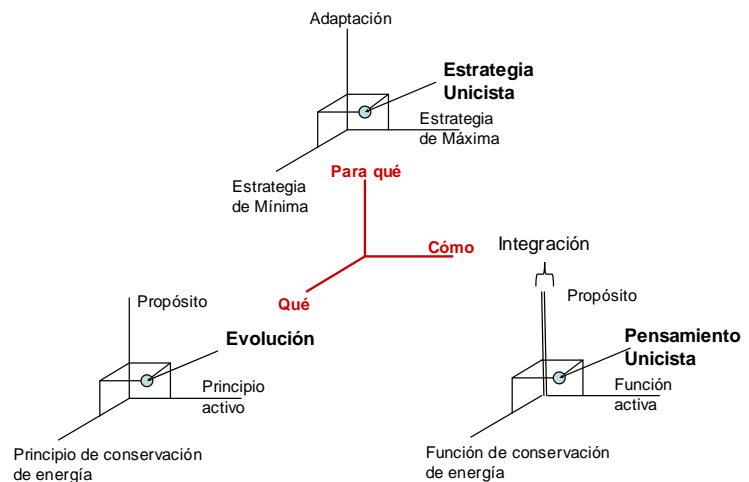 Adaptación
Estrategia
Unicista
Estrategia
de Máxima
Estrategia
de Mínima
Para qué
Cómo
Qué
Integración
Propósito
Evolución
Principio
activo
Principio de conservación
de energía
Propósito
Pensamiento
Unicista
Función
activa
Función de conservación
de energía